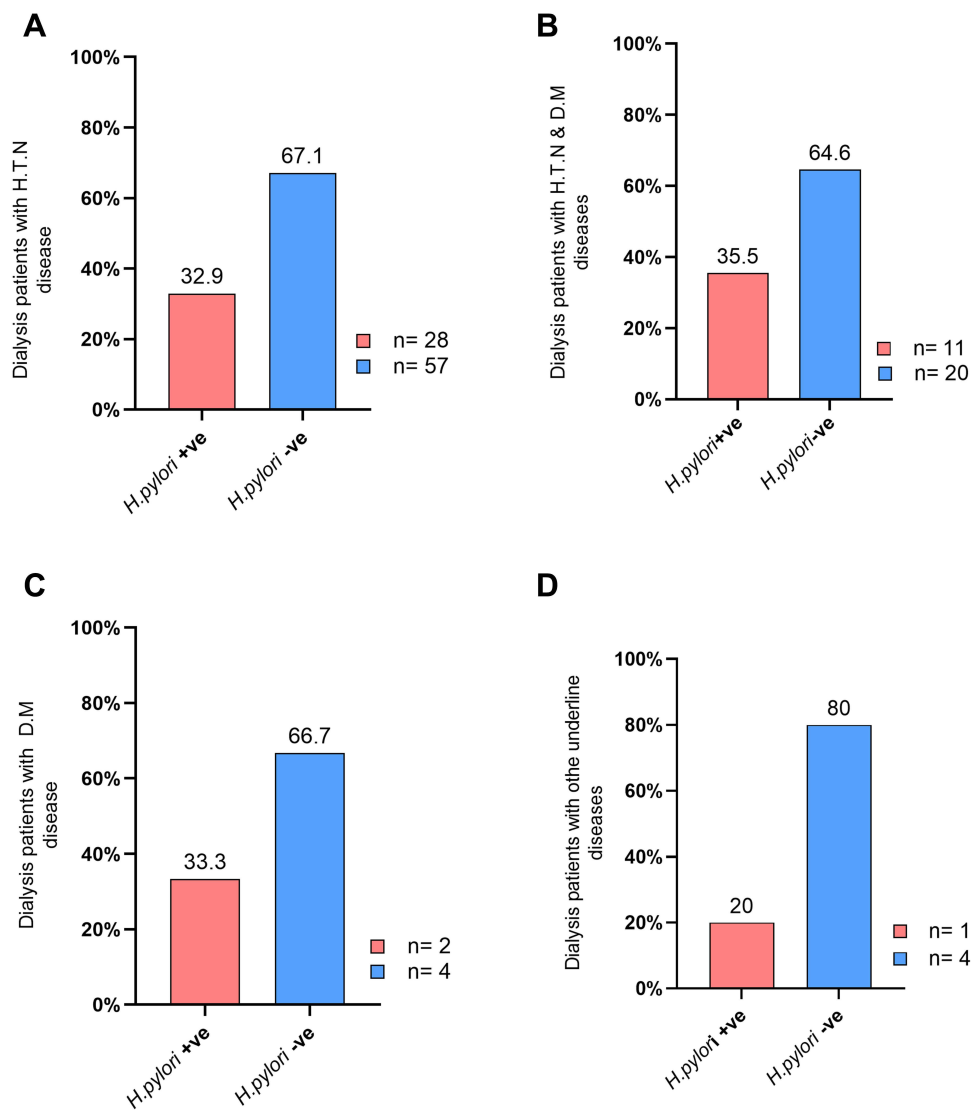 A
Dialysis patients with H.T.N
disease
100%
80%
60%
40%
20%
0%
32.9
67.1
H.pylori +ve
H.pylori -ve
n= 28
n= 57
B
Dialysis patients with H.T.N & D.M
diseases
100%
80%
60%
40%
20%
0%
35.5
64.6
H.pylori+ve
H.pylori-ve
n= 11
n= 20
C
Dialysis patients with D.M
disease
100%
80%
60%
40%
20%
0%
33.3
66.7
H.pylori +ve
H.pylori -ve
n= 2
n= 4
D
Dialysis patients with othe underline
diseases
100%
80%
60%
40%
20%
0%
20
80
H.pylori +ve
H.pylori -ve
n= 1
n= 4